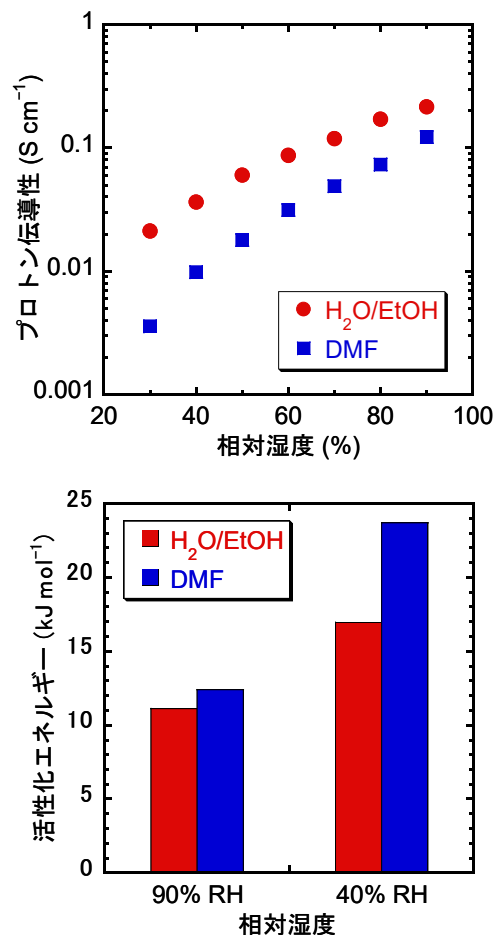 1
0.1
0.01
0.001
プロトン伝導性 (S cm⁻¹)
H₂O/EtOH
DMF
20 40 60 80 100
相対湿度 (%)
25
20
15
10
5
0
活性化エネルギー (kJ mol⁻¹)
H₂O/EtOH
DMF
90% RH 40% RH
相対湿度